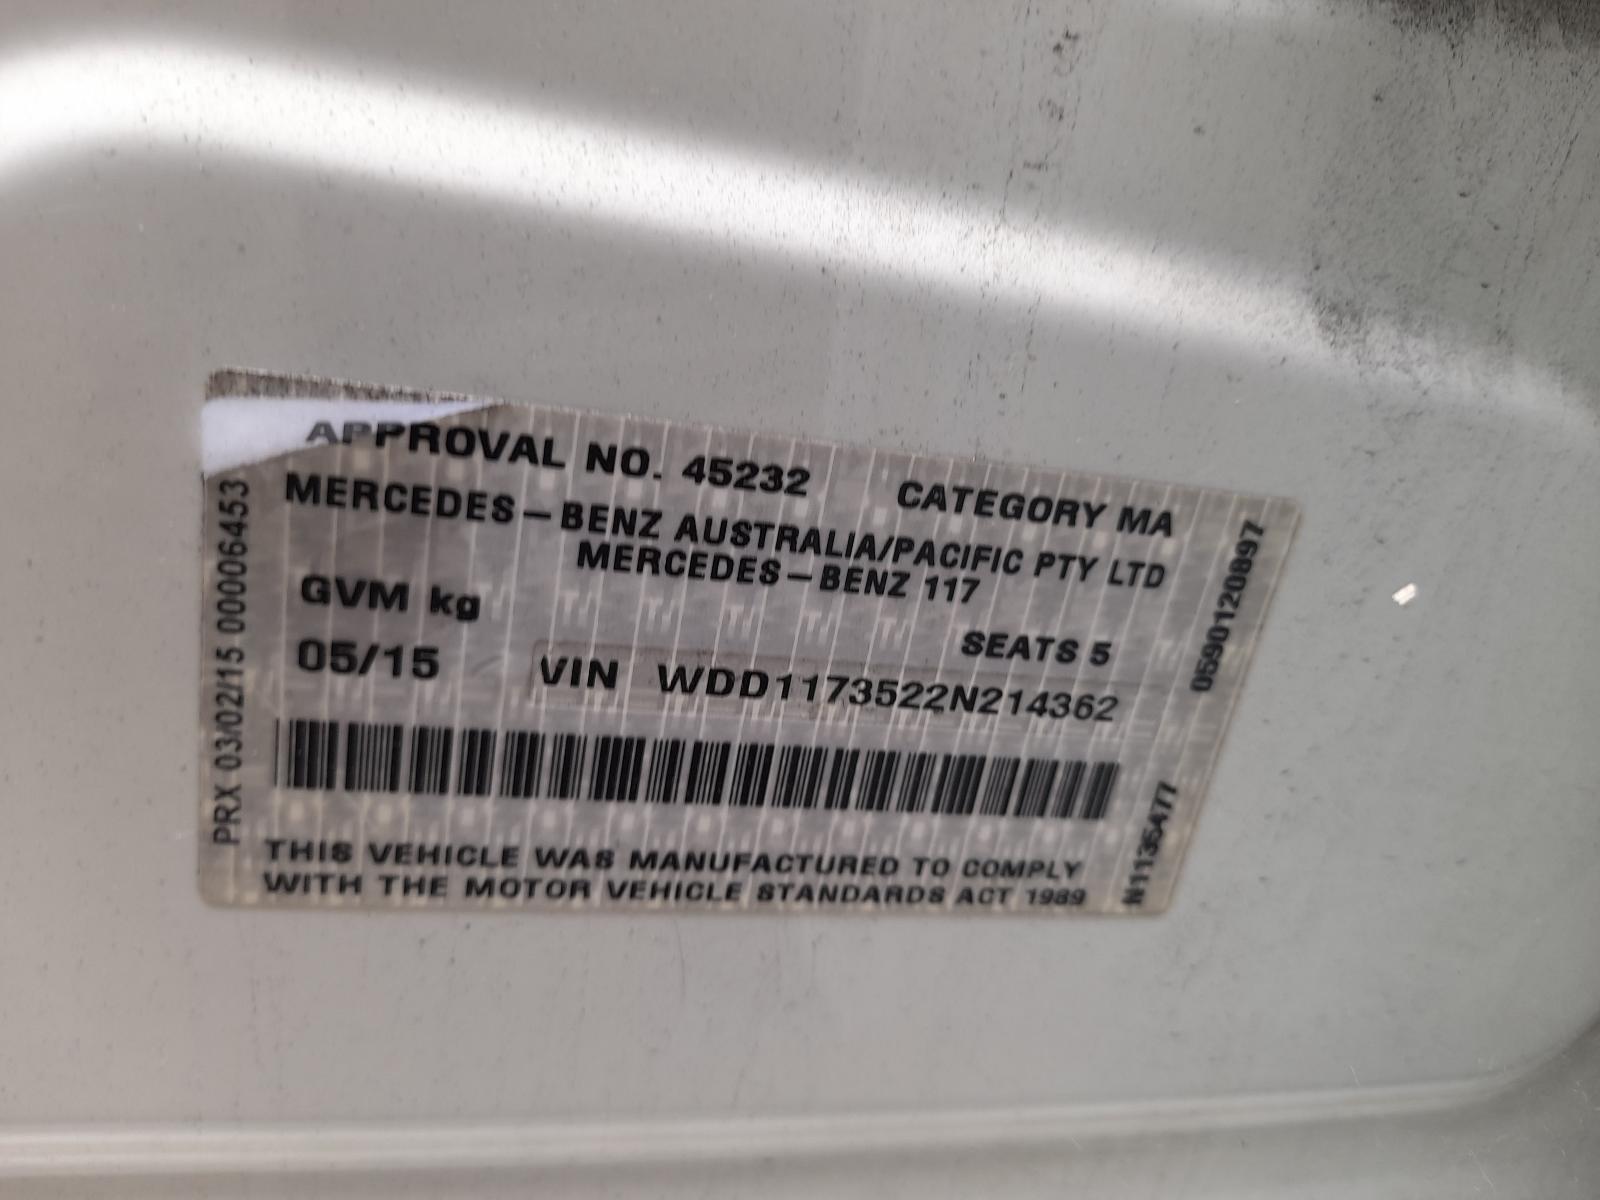 APPROVAL NO. 45232 CATEGORY MA
MERCEDES-BENZ AUSTRALIA/PACIFIC PTY LTD
MERCEDES-BENZ 117
GVM kg
SEATS 5
05/15 VIN WDD1173522N214362
THIS VEHICLE WAS MANUFACTURED TO COMPLY
WITH THE MOTOR VEHICLE STANDARDS ACT 1989
PRX 03/02/15 00006453
0590120897
N1135477